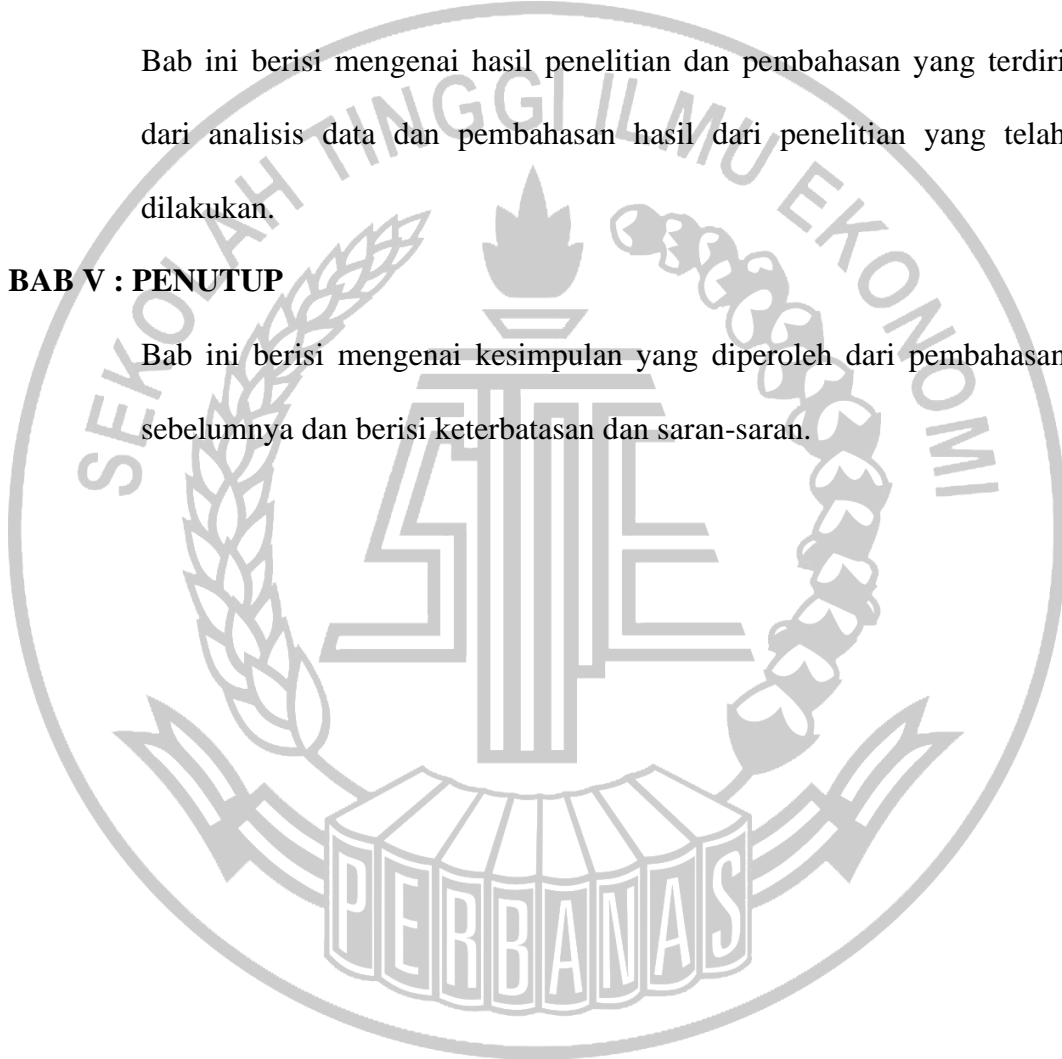 Bab ini berisi mengenai hasil penelitian dan pembahasan yang terdiri
dari analisis data dan pembahasan hasil dari penelitian yang telah
dilakukan.
BAB V : PENUTUP
Bab ini berisi mengenai kesimpulan yang diperoleh dari pembahasan
sebelumnya dan berisi keterbatasan dan saran-saran.
SEKOLAH TINGGI ILMU EKONOMI
STIE
PERBANAS